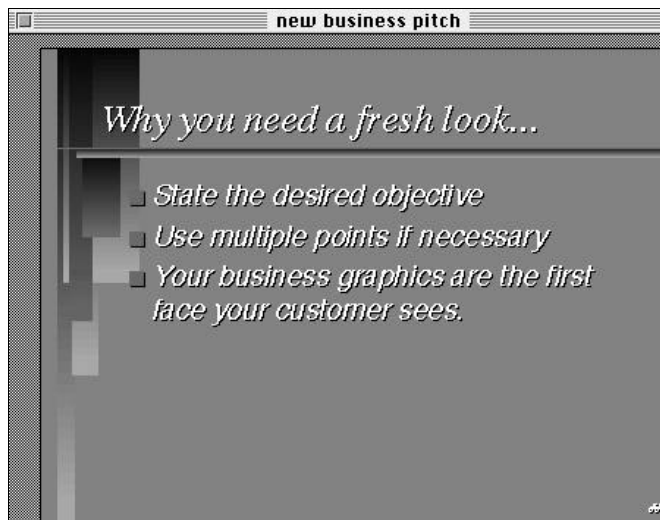 new business pitch
Why you need a fresh look...
State the desired objective
Use multiple points if necessary
Your business graphics are the first
face your customer sees.